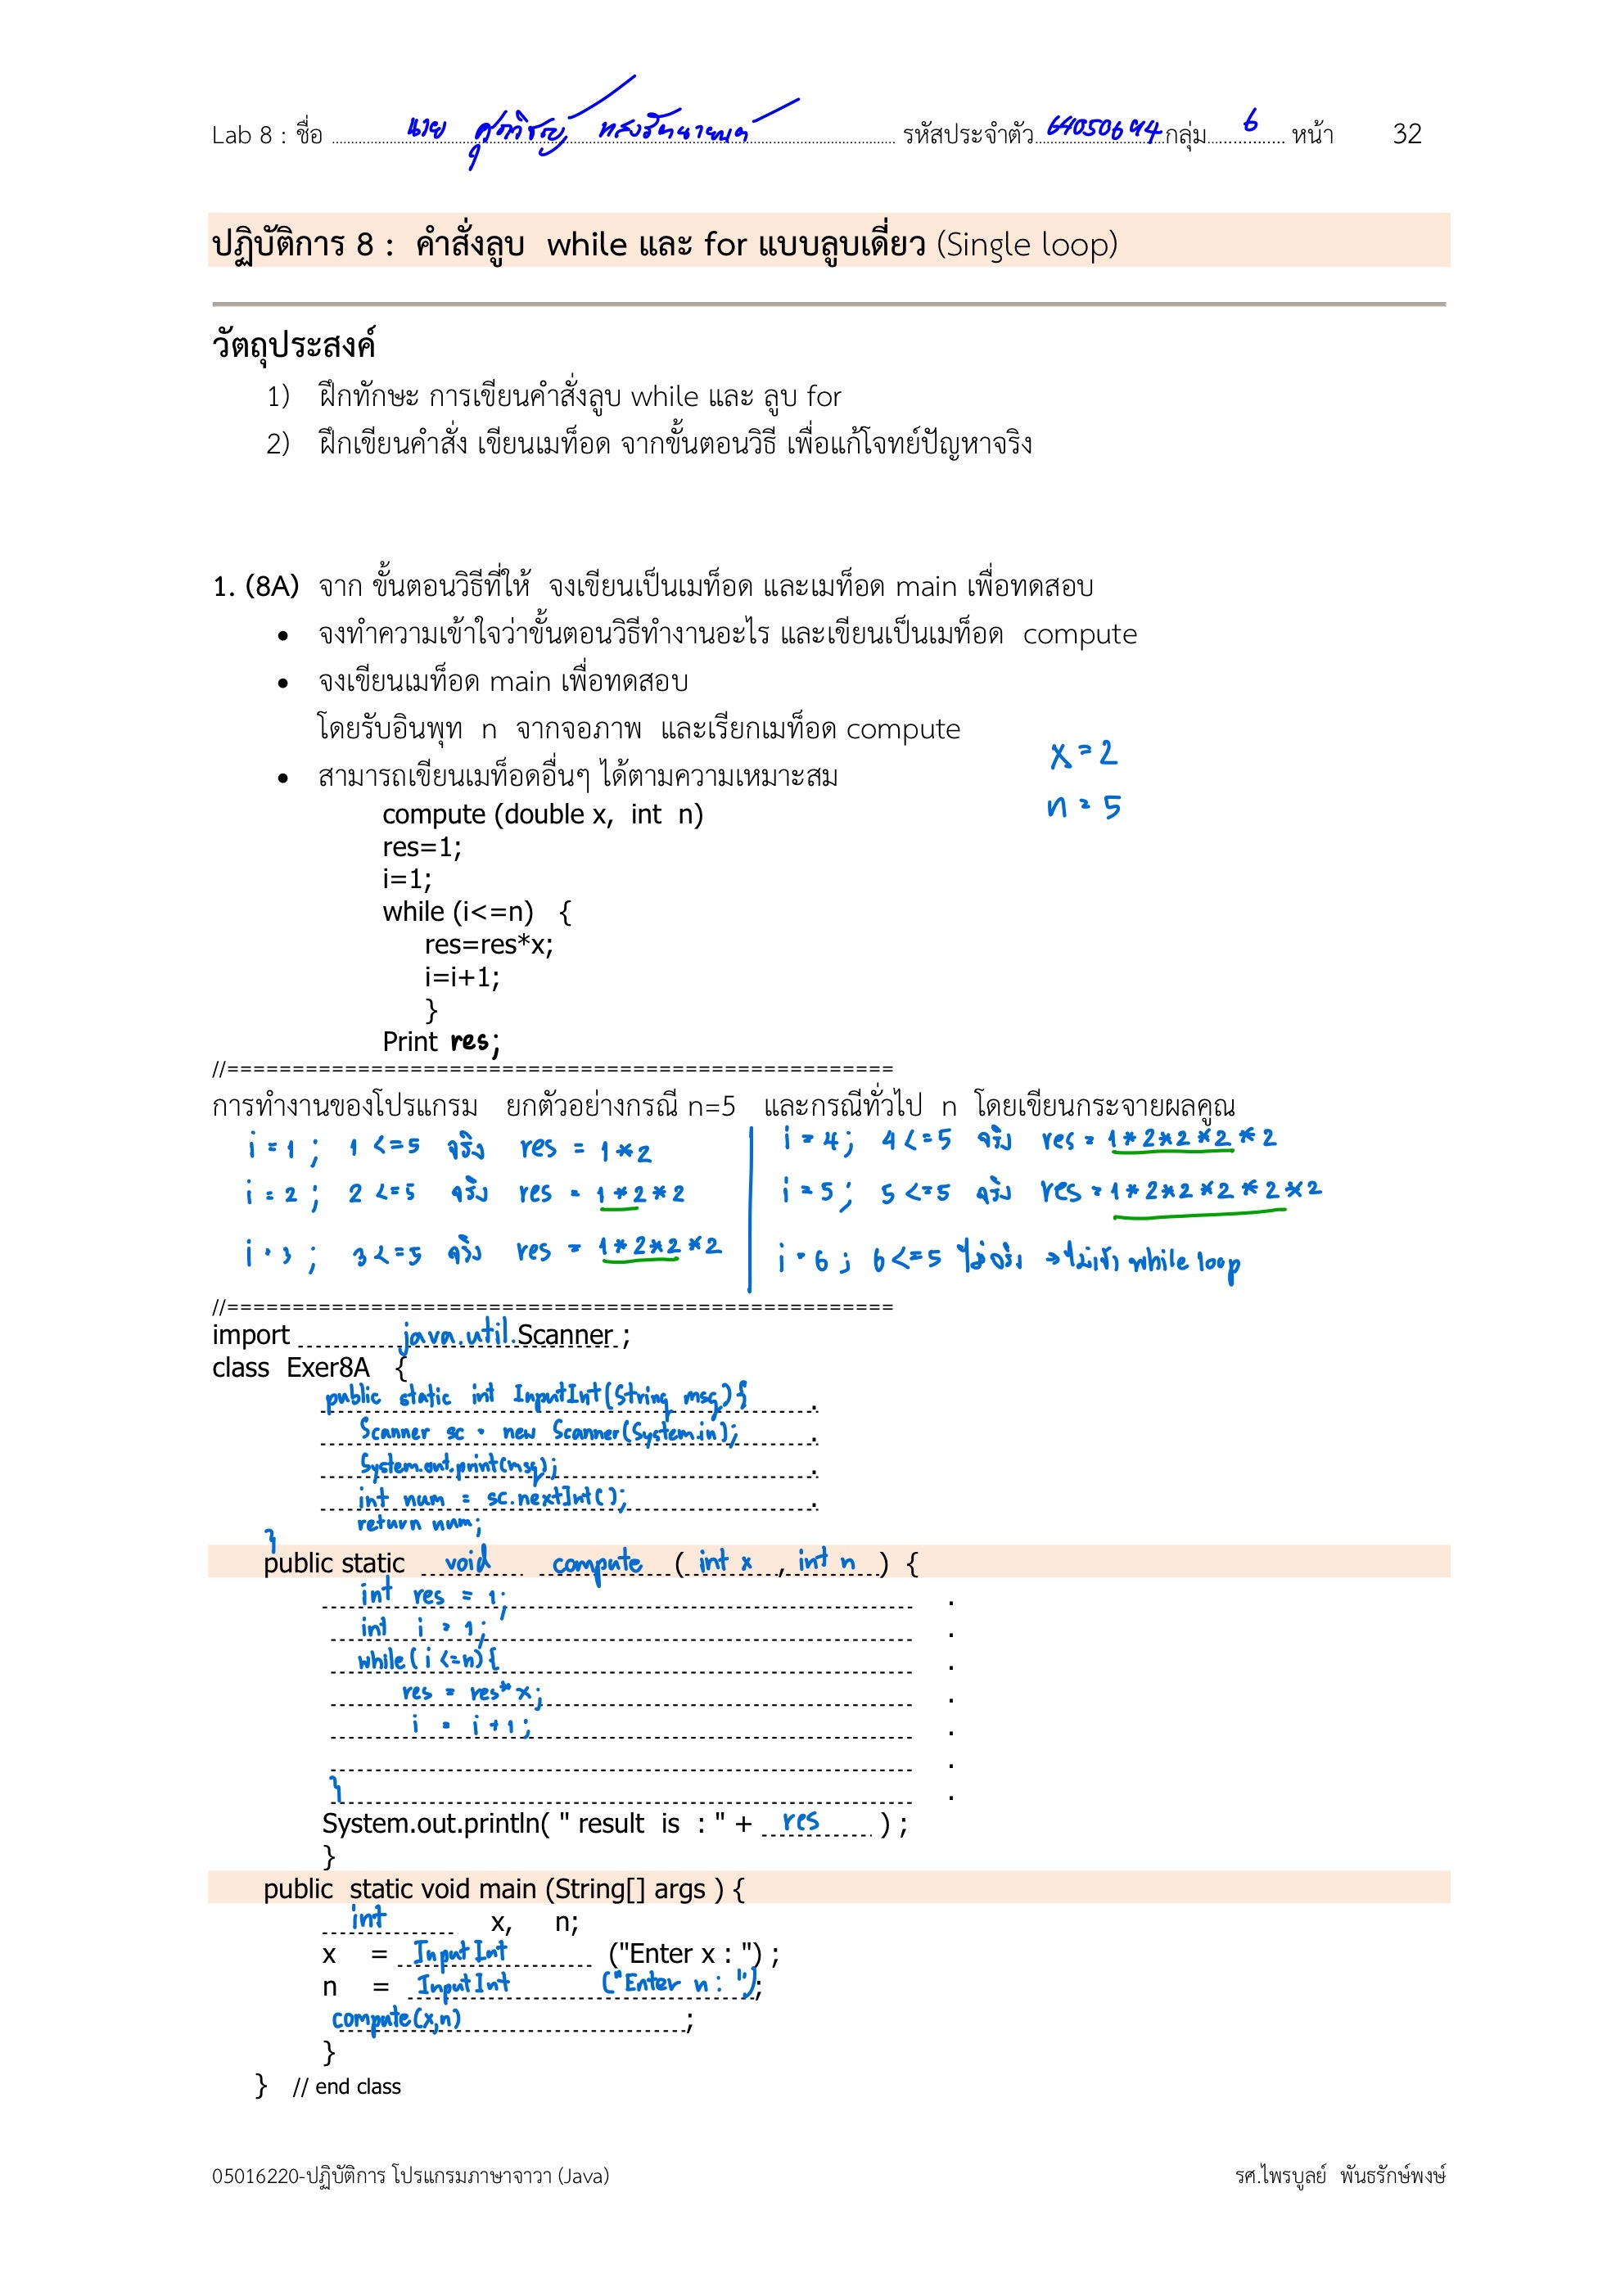 Lab 8 : ชื่อ นาย รหัสประจำตัว 64050694 กลุ่ม 6 หน้า 32
ปฏิบัติการ 8 : คำสั่งลูบ while และ for แบบลูบเดี่ยว (Single loop)
วัตถุประสงค์
1) ฝึกทักษะ การเขียนคำสั่งลูบ while และ ลูบ for
2) ฝึกเขียนคำสั่ง เขียนเมท็อด จากขั้นตอนวิธี เพื่อแก้โจทย์ปัญหาจริง
1. (8A) จาก ขั้นตอนวิธีที่ให้ จงเขียนเป็นเมท็อด และเมท็อด main เพื่อทดสอบ
• จงทำความเข้าใจว่าขั้นตอนวิธีทำงานอะไร และเขียนเป็นเมท็อด compute
• จงเขียนเมท็อด main เพื่อทดสอบ
โดยรับอินพุท n จากจอภาพ และเรียกเมท็อด compute
x = 2
• สามารถเขียนเมท็อดอื่นๆ ได้ตามความเหมาะสม
n = 5
compute (double x, int n)
res=1;
i=1;
while (i<=n) {
res=res*x;
i=i+1;
}
Print res;
//===================================================
การทำงานของโปรแกรม ยกตัวอย่างกรณี n=5 และกรณีทั่วไป n โดยเขียนกระจายผลคูณ
i = 1 ; 1 <=5 จริง res = 1*2
i = 2 ; 2 <=5 จริง res = 1*2*2
i = 3 ; 3 <=5 จริง res = 1*2*2*2
i = 4 ; 4 <=5 จริง res = 1*2*2*2*2
i = 5 ; 5 <=5 จริง res = 1*2*2*2*2*2
i = 6 ; 6 <=5 ไม่จริง → ไม่เข้า while loop
//===================================================
import java.util.Scanner ;
class Exer8A {
public static int InputInt(String msg){
Scanner sc = new Scanner(System.in);
System.out.print(msg);
int num = sc.nextInt();
return num;
}
public static void compute ( int x , int n ) {
int res = 1;
int i = 1;
while( i <=n){
res = res* x;
i = i +1;
}
System.out.println( " result is : " + res ) ;
}
public static void main (String[] args ) {
int x, n;
x = InputInt ("Enter x : ") ;
n = InputInt ("Enter n : ");
compute(x,n) ;
}
} // end class
05016220-ปฏิบัติการ โปรแกรมภาษาจาวา (Java) รศ.ไพรบูลย์ พันธรักษ์พงษ์